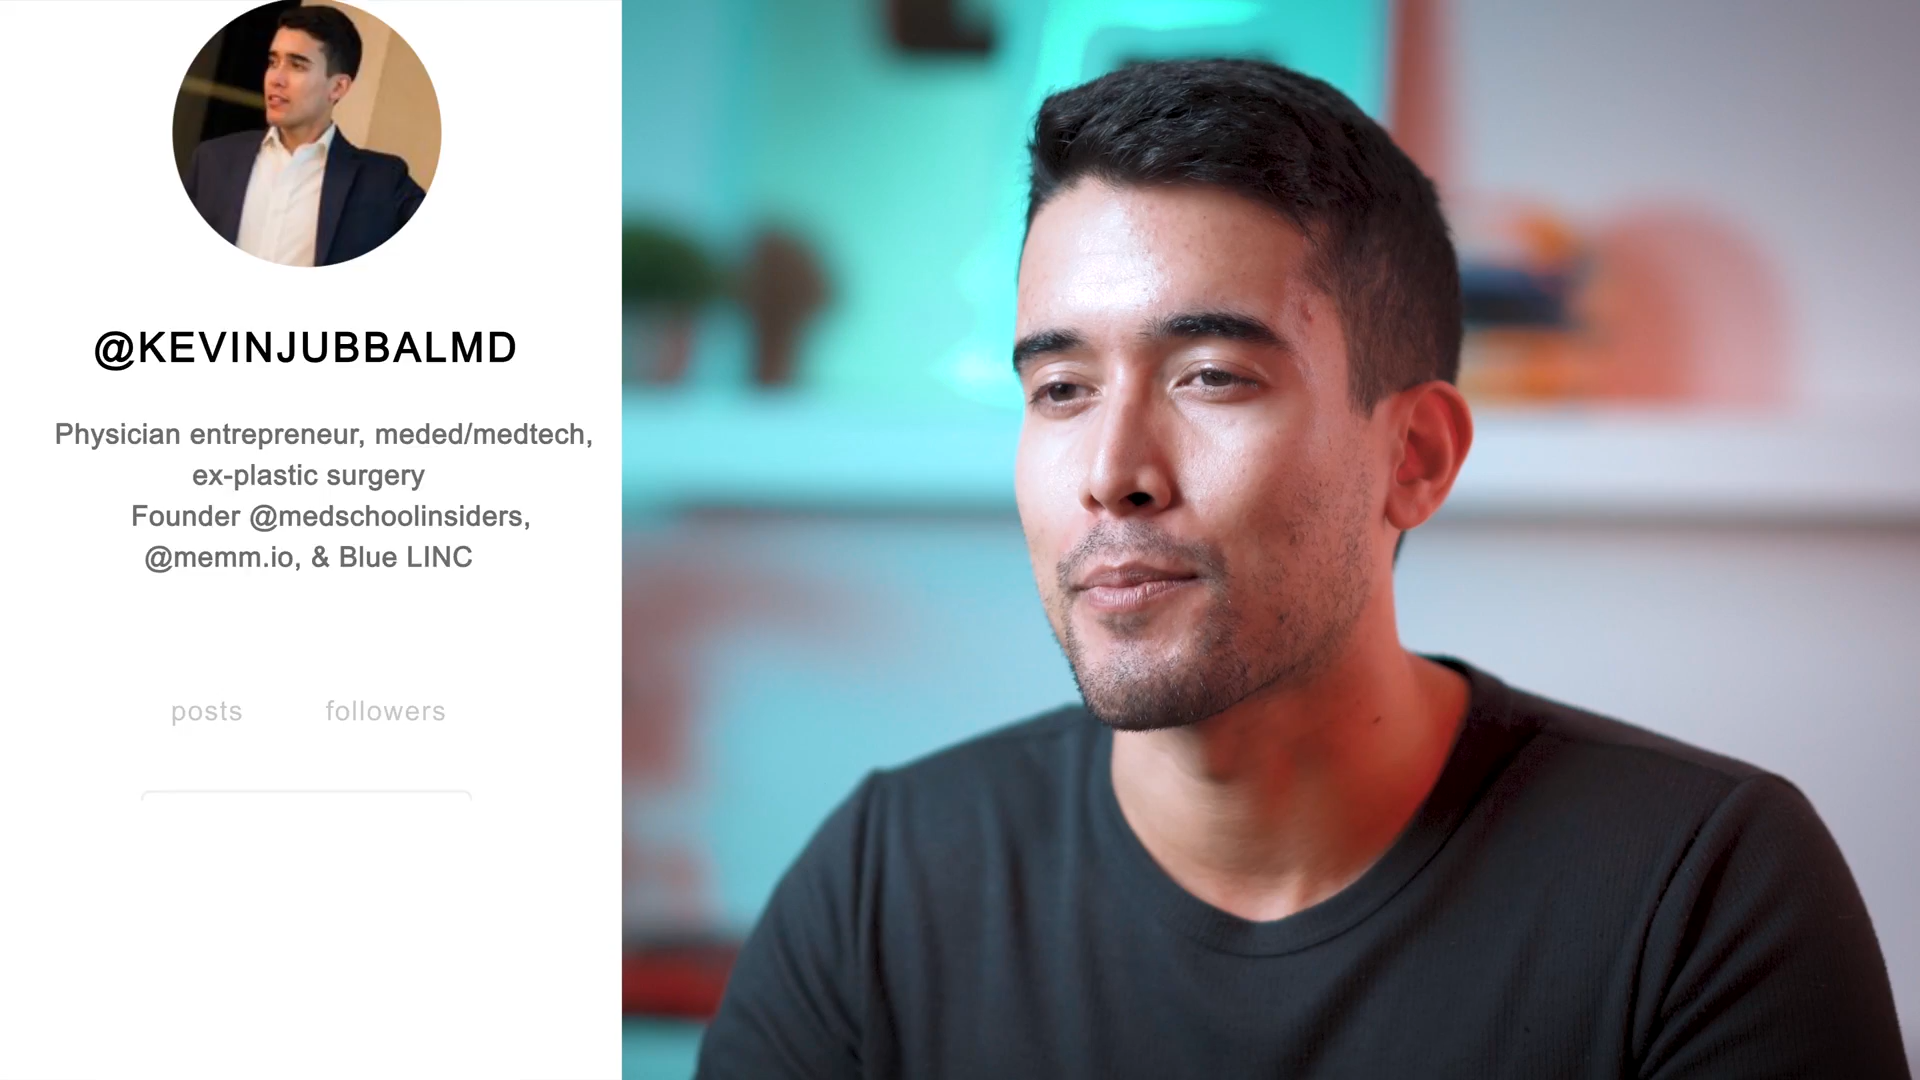 @KEVINJUBBALMD
Physician entrepreneur, meded/medtech,
ex-plastic surgery
Founder @medschoolinsiders,
@memm.io, & Blue LINC
posts followers